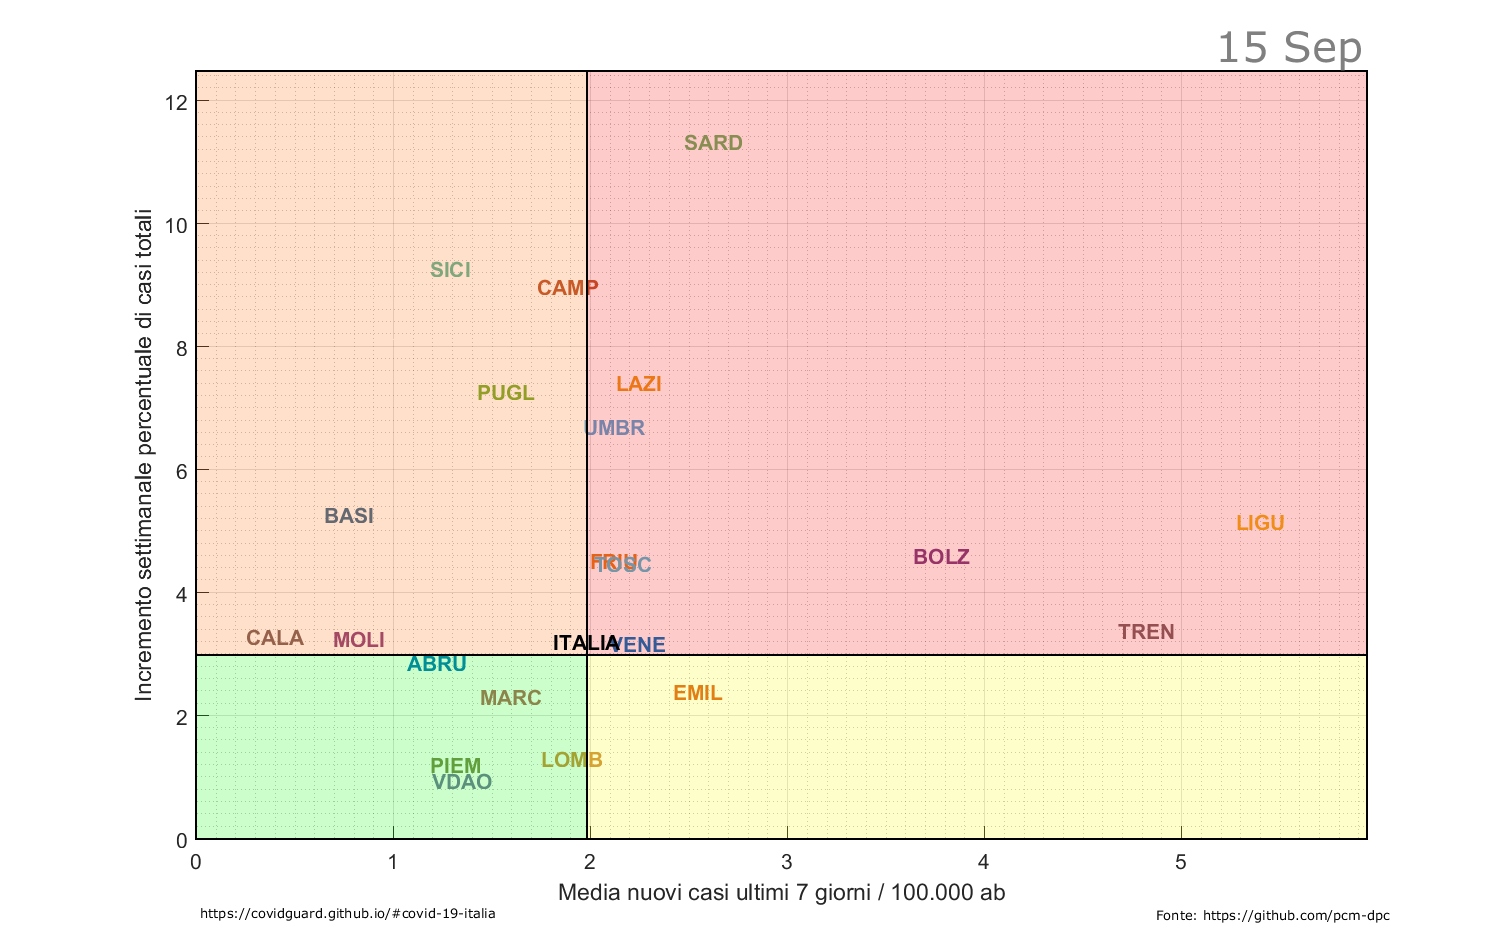 15 Sep
12
SARD
10
SICI
CAMP
8
LAZI
PUGL
UMBR
6
BASI
LIGU
BOLZ
FRIU
TOSC
4
TREN
CALA
MOLI
ITALIA
VENE
ABRU
EMIL
MARC
2
LOMB
PIEM
VDAO
0
Incremento settimanale percentuale di casi totali
0 1 2 3 4 5
Media nuovi casi ultimi 7 giorni / 100.000 ab
https://covidguard.github.io/#covid-19-italia
Fonte: https://github.com/pcm-dpc